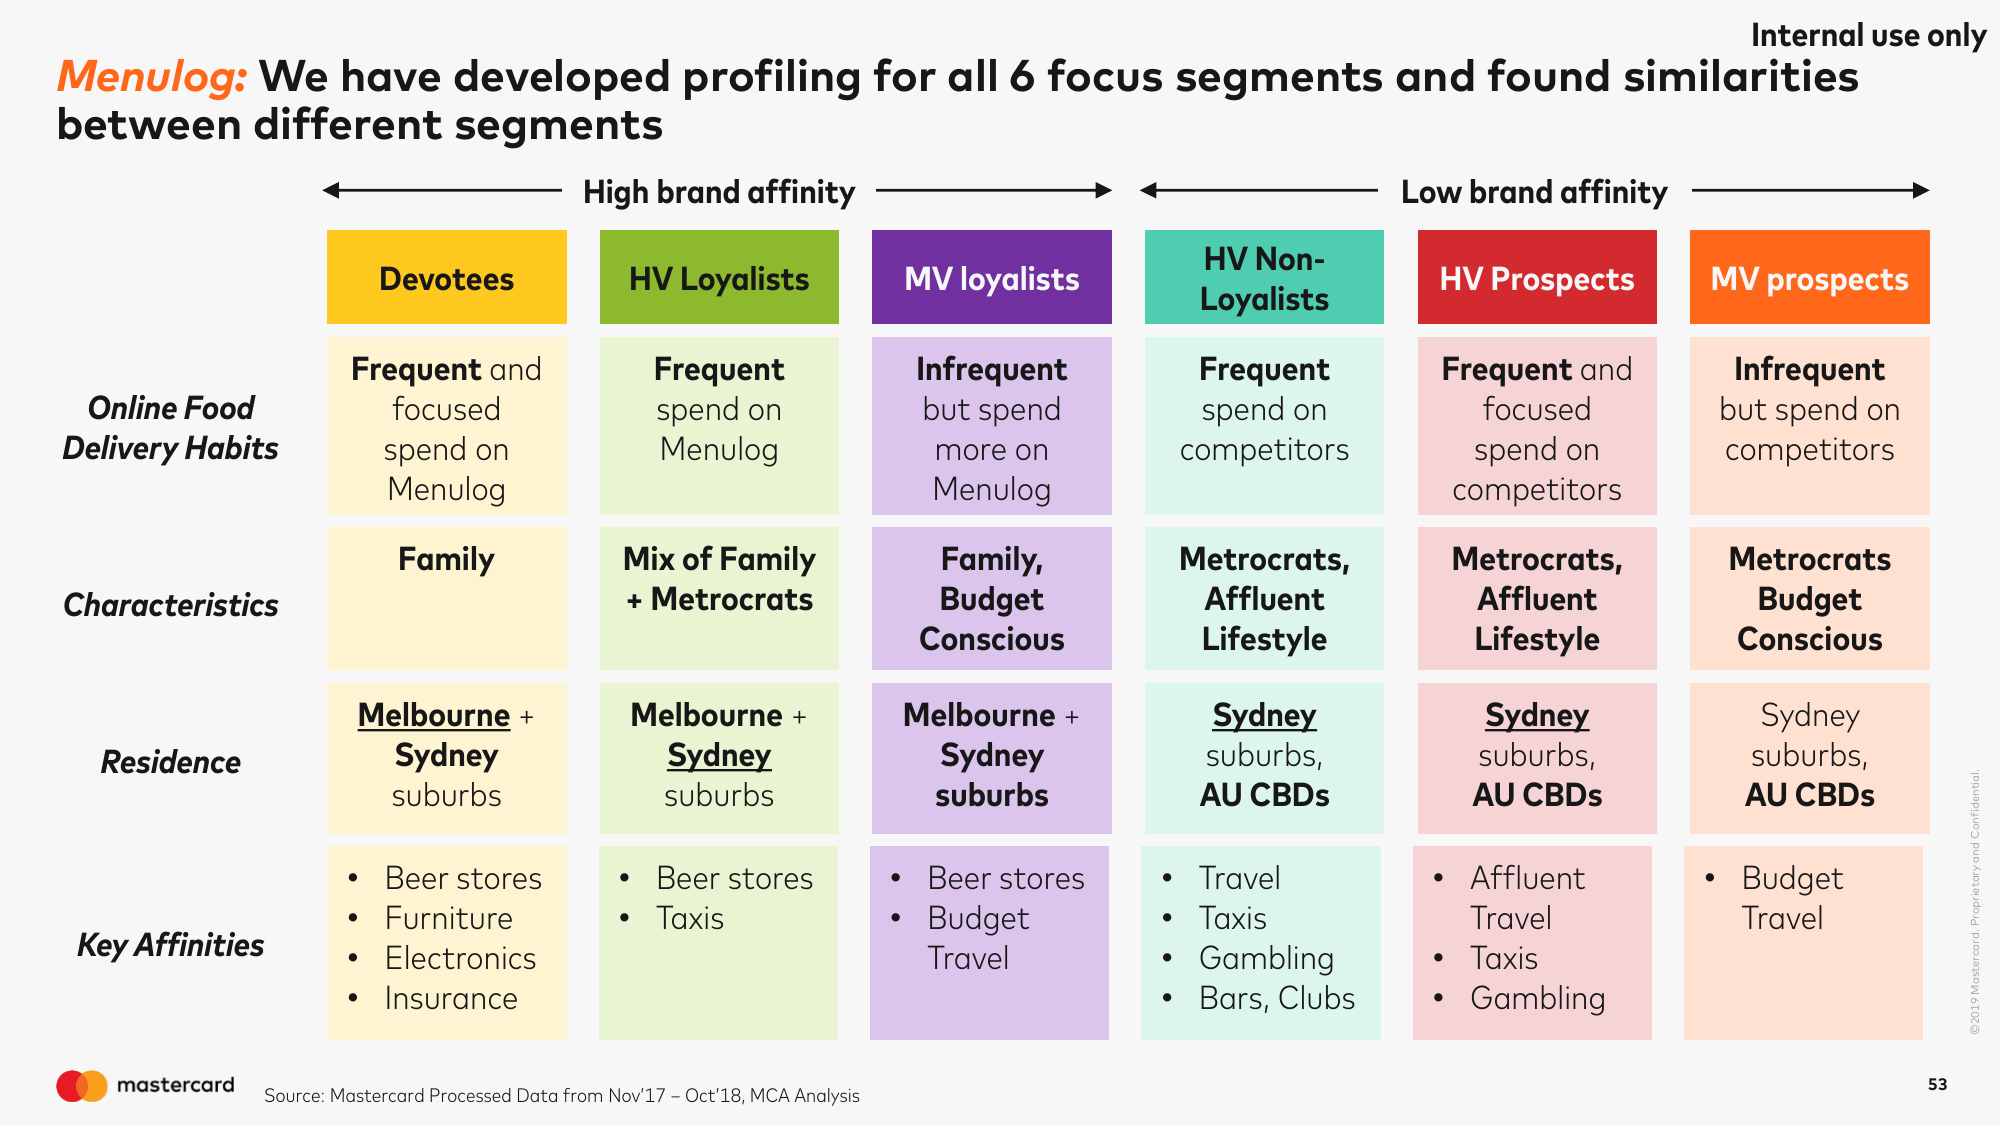 Internal use only
Menulog: We have developed profiling for all 6 focus segments and found similarities
between different segments
High brand affinity
Low brand affinity
Devotees
HV Loyalists
MV loyalists
HV Non-
Loyalists
HV Prospects
MV prospects
Online Food
Delivery Habits
Frequent and
focused
spend on
Menulog
Frequent
spend on
Menulog
Infrequent
but spend
more on
Menulog
Frequent
spend on
competitors
Frequent and
focused
spend on
competitors
Infrequent
but spend on
competitors
Characteristics
Family
Mix of Family
+ Metrocrats
Family,
Budget
Conscious
Metrocrats,
Affluent
Lifestyle
Metrocrats,
Affluent
Lifestyle
Metrocrats
Budget
Conscious
Residence
Melbourne +
Sydney
suburbs
Melbourne +
Sydney
suburbs
Melbourne +
Sydney
suburbs
Sydney
suburbs,
AU CBDs
Sydney
suburbs,
AU CBDs
Sydney
suburbs,
AU CBDs
Key Affinities
• Beer stores
• Furniture
• Electronics
• Insurance
• Beer stores
• Taxis
• Beer stores
• Budget
Travel
• Travel
• Taxis
• Gambling
• Bars, Clubs
• Affluent
Travel
• Taxis
• Gambling
• Budget
Travel
©2019 Mastercard. Proprietary and Confidential.
mastercard
Source: Mastercard Processed Data from Nov’17 – Oct’18, MCA Analysis
53